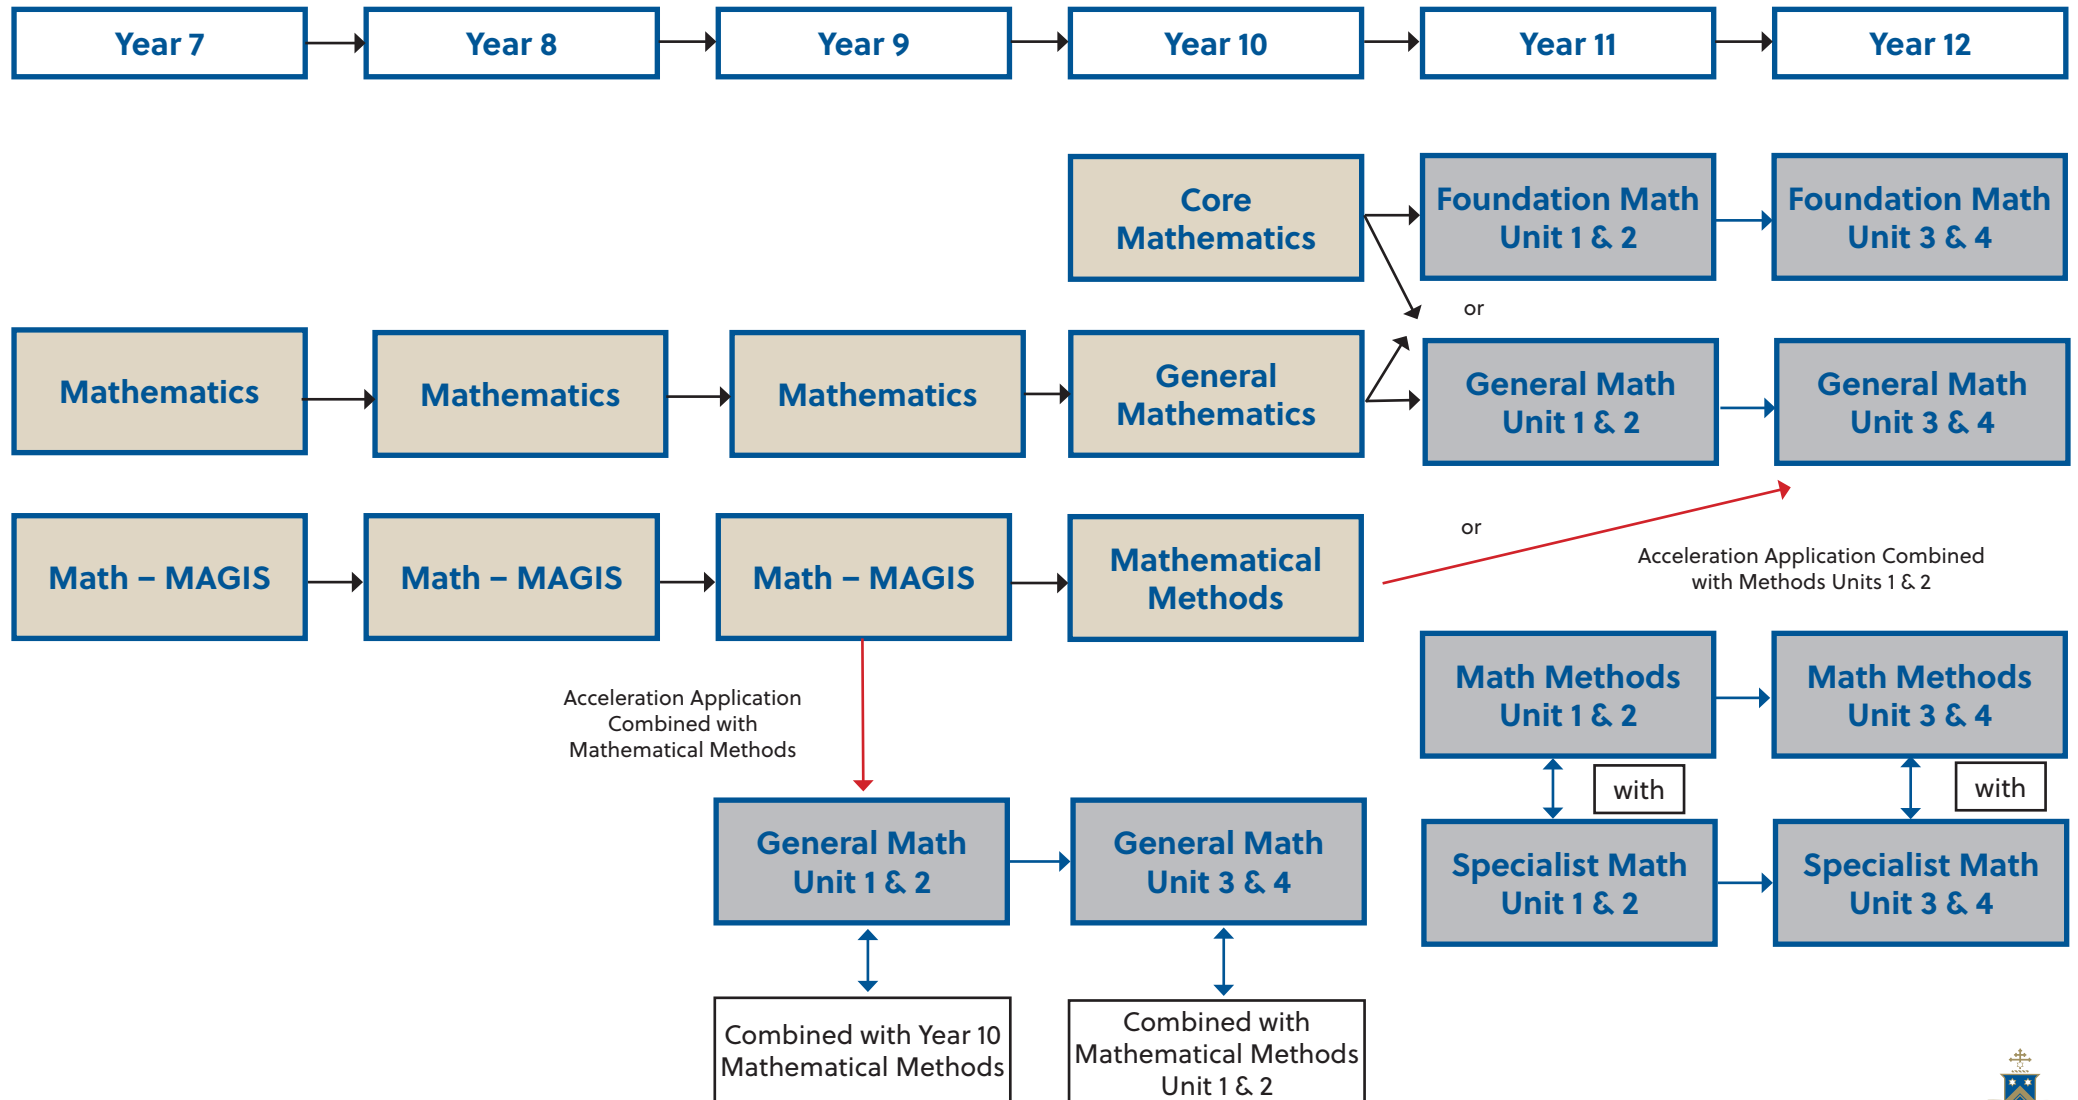 Year 7
Year 8
Year 9
Year 10
Year 11
Year 12
Core
Mathematics
Foundation Math
Unit 1 & 2
Foundation Math
Unit 3 & 4
or
Mathematics
Mathematics
Mathematics
General
Mathematics
General Math
Unit 1 & 2
General Math
Unit 3 & 4
Math – MAGIS
Math – MAGIS
Math – MAGIS
Mathematical
Methods
or
Acceleration Application Combined
with Methods Units 1 & 2
Acceleration Application
Combined with
Mathematical Methods
Math Methods
Unit 1 & 2
Math Methods
Unit 3 & 4
with
with
General Math
Unit 1 & 2
General Math
Unit 3 & 4
Specialist Math
Unit 1 & 2
Specialist Math
Unit 3 & 4
Combined with Year 10
Mathematical Methods
Combined with
Mathematical Methods
Unit 1 & 2